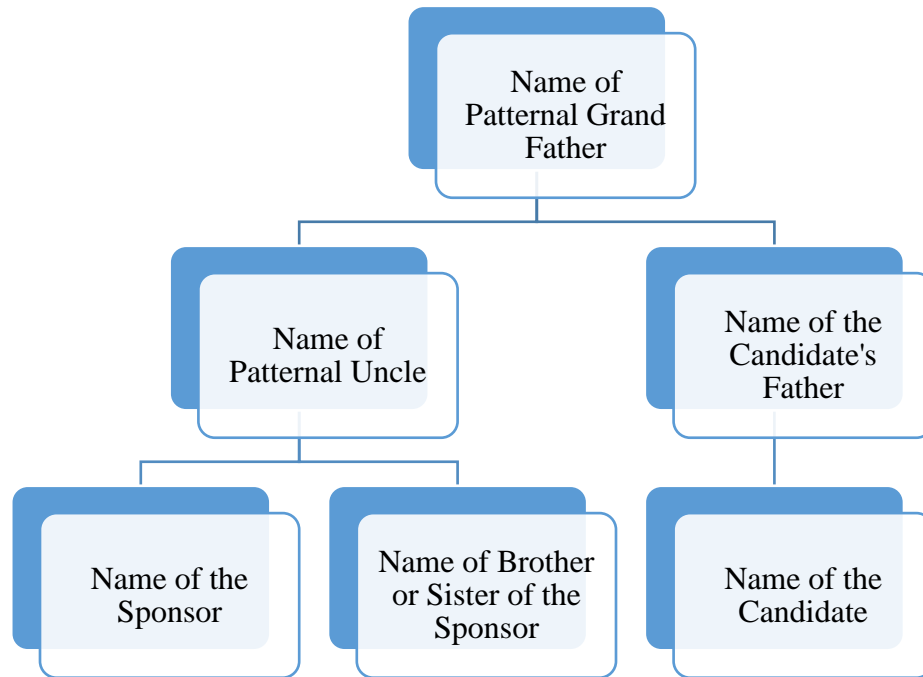 Name of
Patternal Grand
Father
Name of
Patternal Uncle
Name of the
Candidate's
Father
Name of the
Sponsor
Name of Brother
or Sister of the
Sponsor
Name of the
Candidate